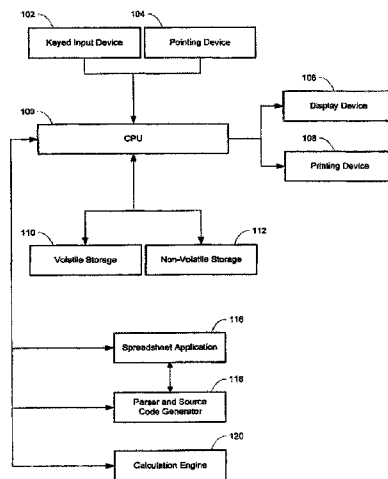 102
104
Keyed Input Device
Pointing Device
109
106
CPU
Display Device
108
Printing Device
110
112
Volatile Storage
Non-Volatile Storage
116
Spreadsheet Application
118
Parser and Source
Code Generator
120
Calculation Engine